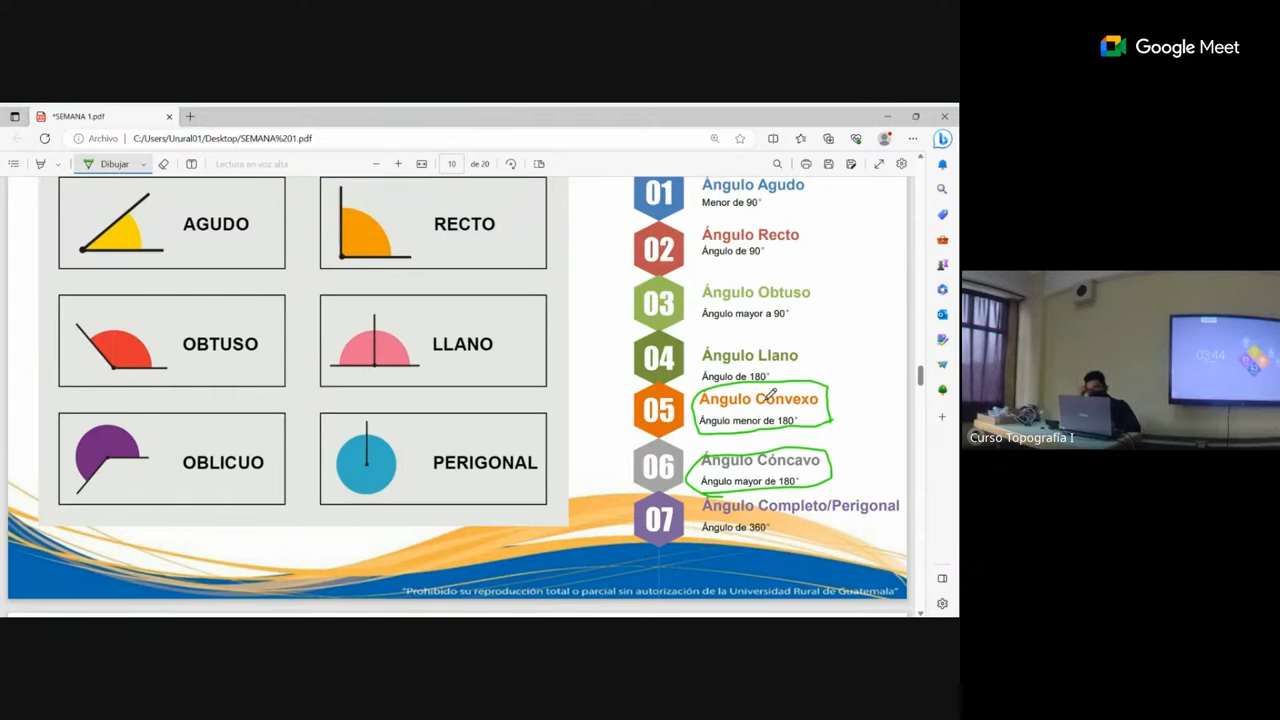 Google Meet
*SEMANA 1.pdf
Archivo
C:/Users/Urural01/Desktop/SEMANA%201.pdf
Dibujar
Lectura en voz alta
10
de 20
AGUDO
RECTO
OBTUSO
LLANO
OBLICUO
PERIGONAL
01
Ángulo Agudo
Menor de 90°
02
Ángulo Recto
Ángulo de 90°
03
Ángulo Obtuso
Ángulo mayor a 90°
04
Ángulo Llano
Ángulo de 180°
05
Ángulo Convexo
Ángulo menor de 180°
06
Ángulo Cóncavo
Ángulo mayor de 180°
07
Ángulo Completo/Perigonal
Ángulo de 360°
"Prohibido su reproducción total o parcial sin autorización de la Universidad Rural de Guatemala"
03:44
Curso Topografía I